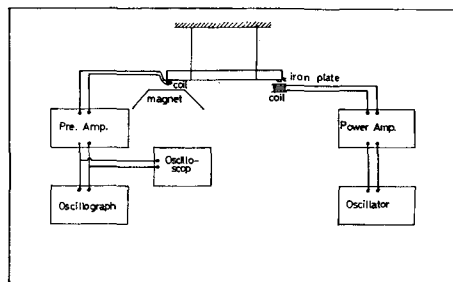 iron plate
coil
coil
magnet
Pre. Amp.
Power Amp.
Oscillo-
scop
Oscillograph
Oscillator